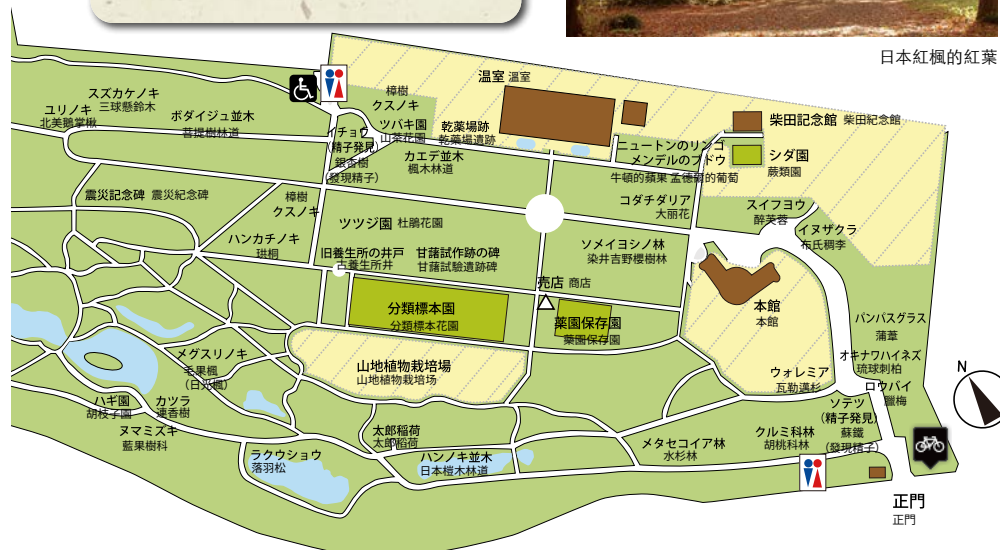 日本紅楓的紅葉
温室 溫室
樟樹
クスノキ
スズカケノキ
三球懸鈴木
ユリノキ
北美鵝掌楸
ボダイジュ並木
菩提樹林道
イチョウ
(精子発見)
銀杏樹
(發現精子)
ツバキ園
山茶花園
乾薬場跡
乾藥場遺跡
カエデ並木
楓木林道
柴田記念館 柴田紀念館
ニュートンのリンゴ
メンデルのブドウ
牛頓的蘋果 孟德爾的葡萄
シダ園
蕨類園
震災記念碑 震災紀念碑
樟樹
クスノキ
コダチダリア
大丽花
スイフヨウ
醉芙蓉
イヌザクラ
布氏稠李
ツツジ園 杜鵑花園
ハンカチノキ
珙桐
旧養生所の井戸
古養生所井
甘藷試作跡の碑
甘藷試驗遺跡碑
ソメイヨシノ林
染井吉野櫻樹林
売店 商店
分類標本園
分類標本花園
薬園保存園
藥園保存園
本館
本館
パンパスグラス
蒲葦
メグスリノキ
毛果楓
(日光楓)
山地植物栽培場
山地植物栽培场
オキナワハイネズ
琉球刺柏
ウォレミア
瓦勒邁杉
ロウバイ
臘梅
ハギ園
胡枝子園
カツラ
連香樹
ソテツ
(精子発見)
蘇鐵
(發現精子)
ヌマミズキ
藍果樹科
太郎稲荷
太郎稻荷
メタセコイア林
水杉林
クルミ科林
胡桃科林
ラクウショウ
落羽松
ハンノキ並木
日本榿木林道
正門
正門
N